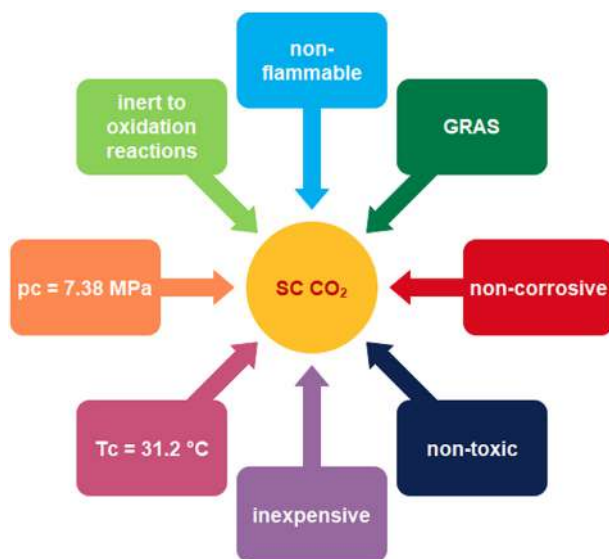 non-
flammable
inert to
oxidation
reactions
GRAS
pc = 7.38 MPa
SC CO₂
non-corrosive
Tc = 31.2 °C
non-toxic
inexpensive